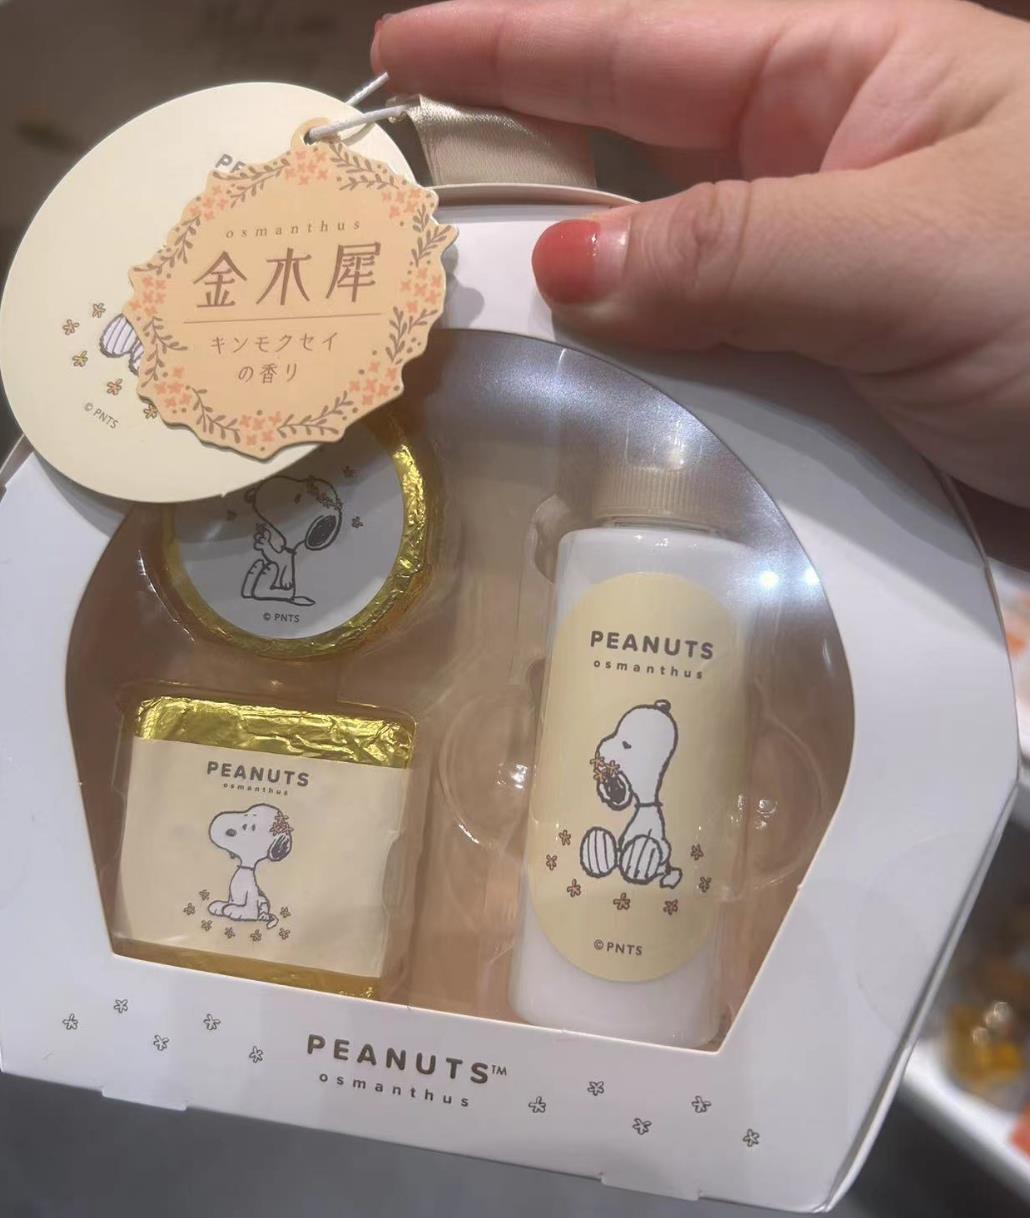 osmanthus
金木犀
キンモクセイ
の香り
© PNTS
© PNTS
PEANUTS
osmanthus
© PNTS
PEANUTS
osmanthus
PEANUTS™
osmanthus